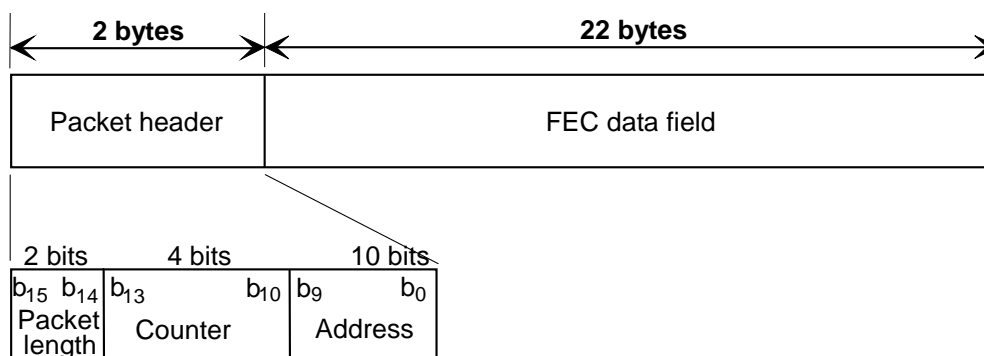 2 bytes 22 bytes
Packet header FEC data field
2 bits 4 bits 10 bits
b15 b14 b13 b10 b9 b0
Packet length Counter Address